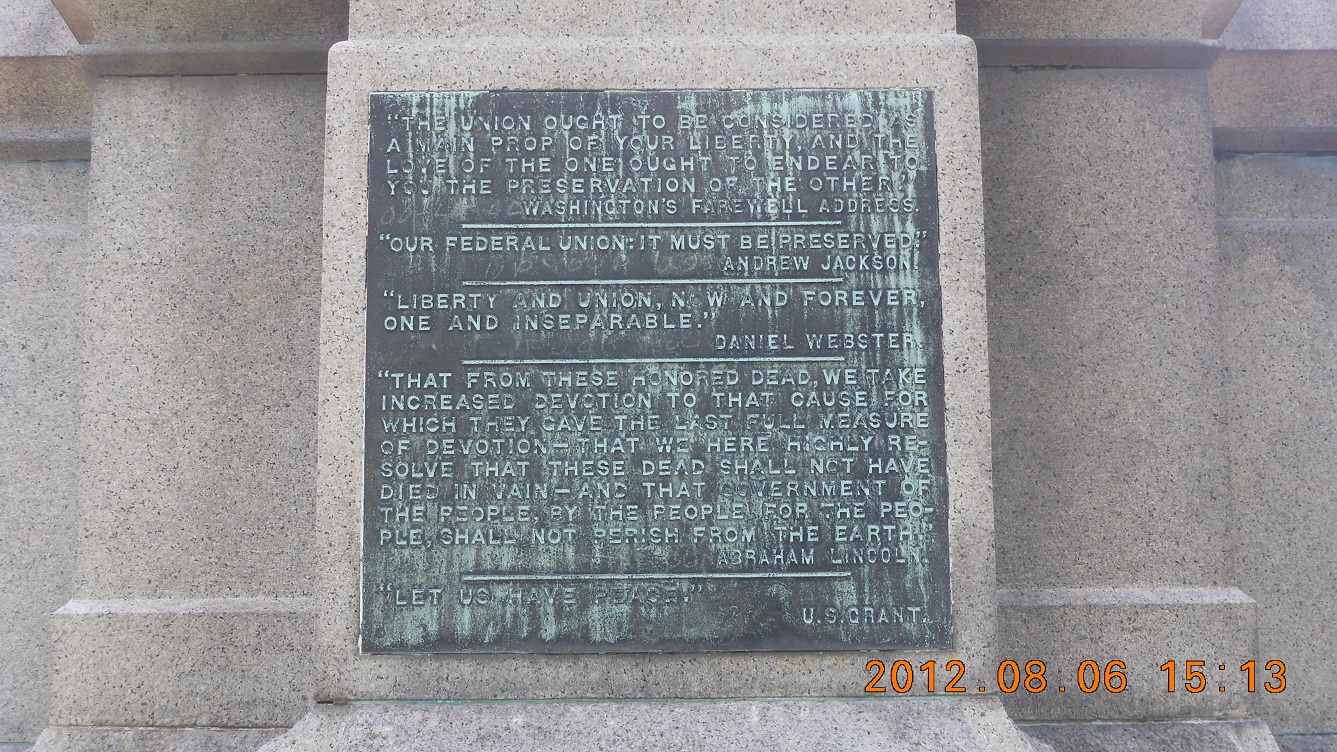 "THE UNION OUGHT TO BE CONSIDERED AS
A MAIN PROP OF YOUR LIBERTY, AND THE
LOVE OF THE ONE OUGHT TO ENDEAR TO
YOU THE PRESERVATION OF THE OTHER."
WASHINGTON'S FAREWELL ADDRESS.
"OUR FEDERAL UNION: IT MUST BE PRESERVED."
ANDREW JACKSON.
"LIBERTY AND UNION, NOW AND FOREVER,
ONE AND INSEPARABLE."
DANIEL WEBSTER.
"THAT FROM THESE HONORED DEAD, WE TAKE
INCREASED DEVOTION TO THAT CAUSE FOR
WHICH THEY GAVE THE LAST FULL MEASURE
OF DEVOTION—THAT WE HERE HIGHLY RE-
SOLVE THAT THESE DEAD SHALL NOT HAVE
DIED IN VAIN—AND THAT GOVERNMENT OF
THE PEOPLE, BY THE PEOPLE, FOR THE PEO-
PLE, SHALL NOT PERISH FROM THE EARTH."
ABRAHAM LINCOLN.
"LET US HAVE PEACE."
U.S. GRANT.
2012.08.06 15:13